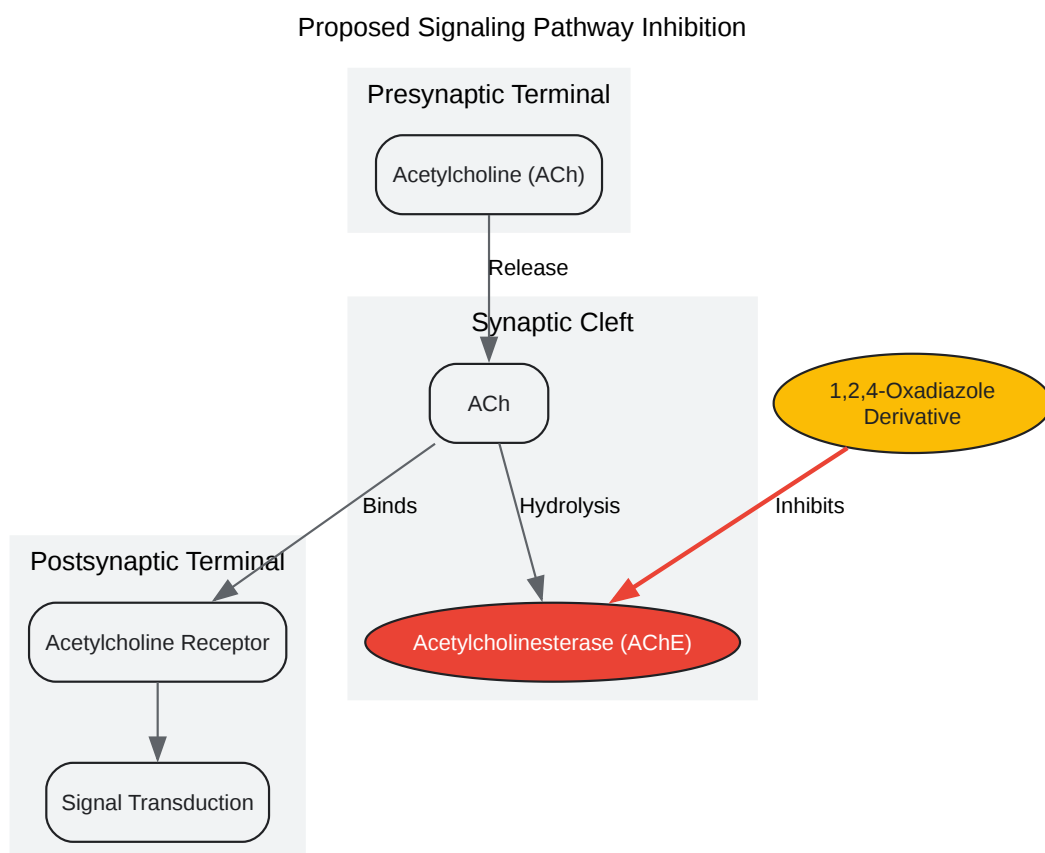 Proposed Signaling Pathway Inhibition
Presynaptic Terminal
Acetylcholine (ACh)
Release
Synaptic Cleft
ACh
1,2,4-Oxadiazole
Derivative
Binds
Hydrolysis
Inhibits
Postsynaptic Terminal
Acetylcholine Receptor
Acetylcholinesterase (AChE)
Signal Transduction